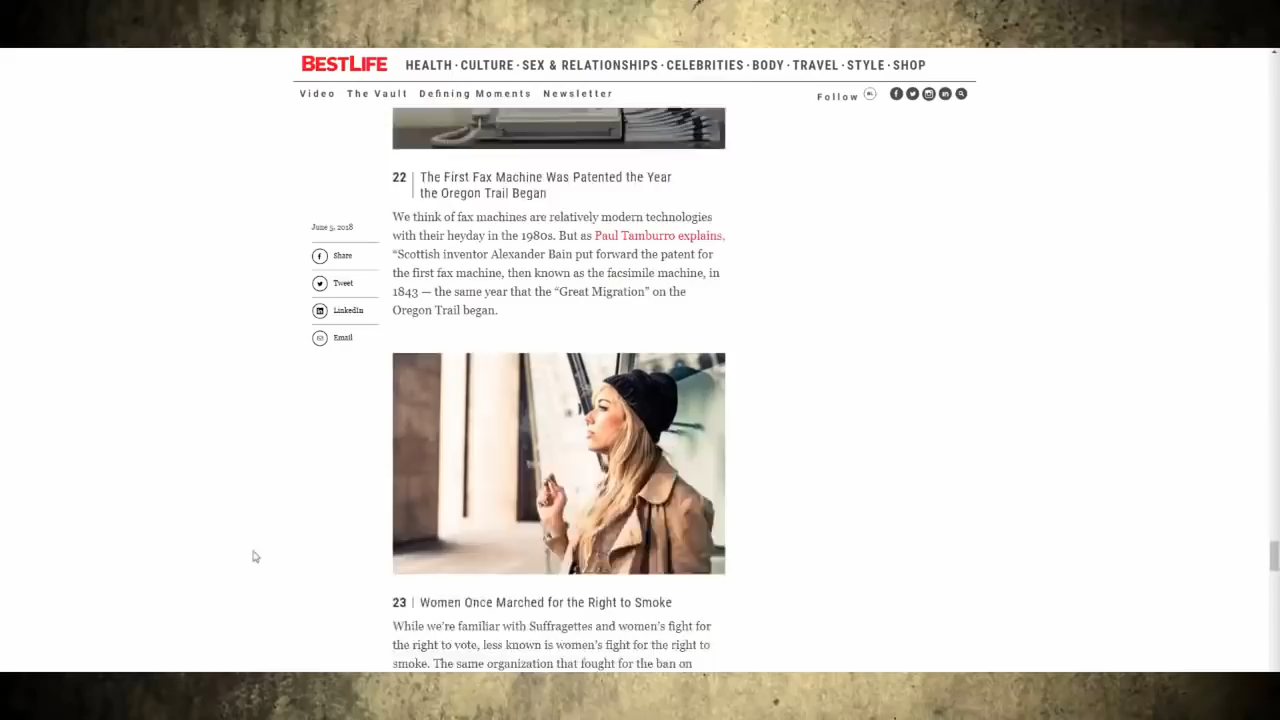 BESTLIFE
HEALTH · CULTURE · SEX & RELATIONSHIPS · CELEBRITIES · BODY · TRAVEL · STYLE · SHOP
Video The Vault Defining Moments Newsletter
Follow BL
22 The First Fax Machine Was Patented the Year
the Oregon Trail Began
We think of fax machines are relatively modern technologies
with their heyday in the 1980s. But as Paul Tamburro explains,
“Scottish inventor Alexander Bain put forward the patent for
the first fax machine, then known as the facsimile machine, in
1843 — the same year that the “Great Migration” on the
Oregon Trail began.
June 5, 2018
Share
Tweet
LinkedIn
Email
23 Women Once Marched for the Right to Smoke
While we’re familiar with Suffragettes and women’s fight for
the right to vote, less known is women’s fight for the right to
smoke. The same organization that fought for the ban on